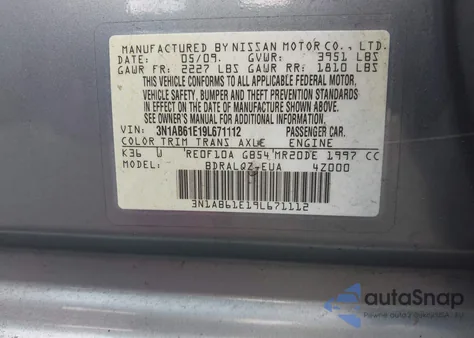 MANUFACTURED BY NISSAN MOTOR CO., LTD.
DATE: 05/09. GVWR: 3951 LBS
GAWR FR: 2227 LBS GAWR RR: 1810 LBS
THIS VEHICLE CONFORMS TO ALL APPLICABLE FEDERAL MOTOR
VEHICLE SAFETY, BUMPER AND THEFT PREVENTION STANDARDS
IN EFFECT ON THE DATE OF MANUFACTURE SHOWN ABOVE.
SEE OWNER'S MANUAL FOR ADDITIONAL INFORMATION.
VIN: 3N1AB61E19L671112 PASSENGER CAR.
COLOR TRIM TRANS AXLE ENGINE
K36 W RE0F10A GB54 MR20DE 1997 CC
MODEL: BDRALQZ-EUA 4Z000
3N1AB61E19L671112
autoSnap